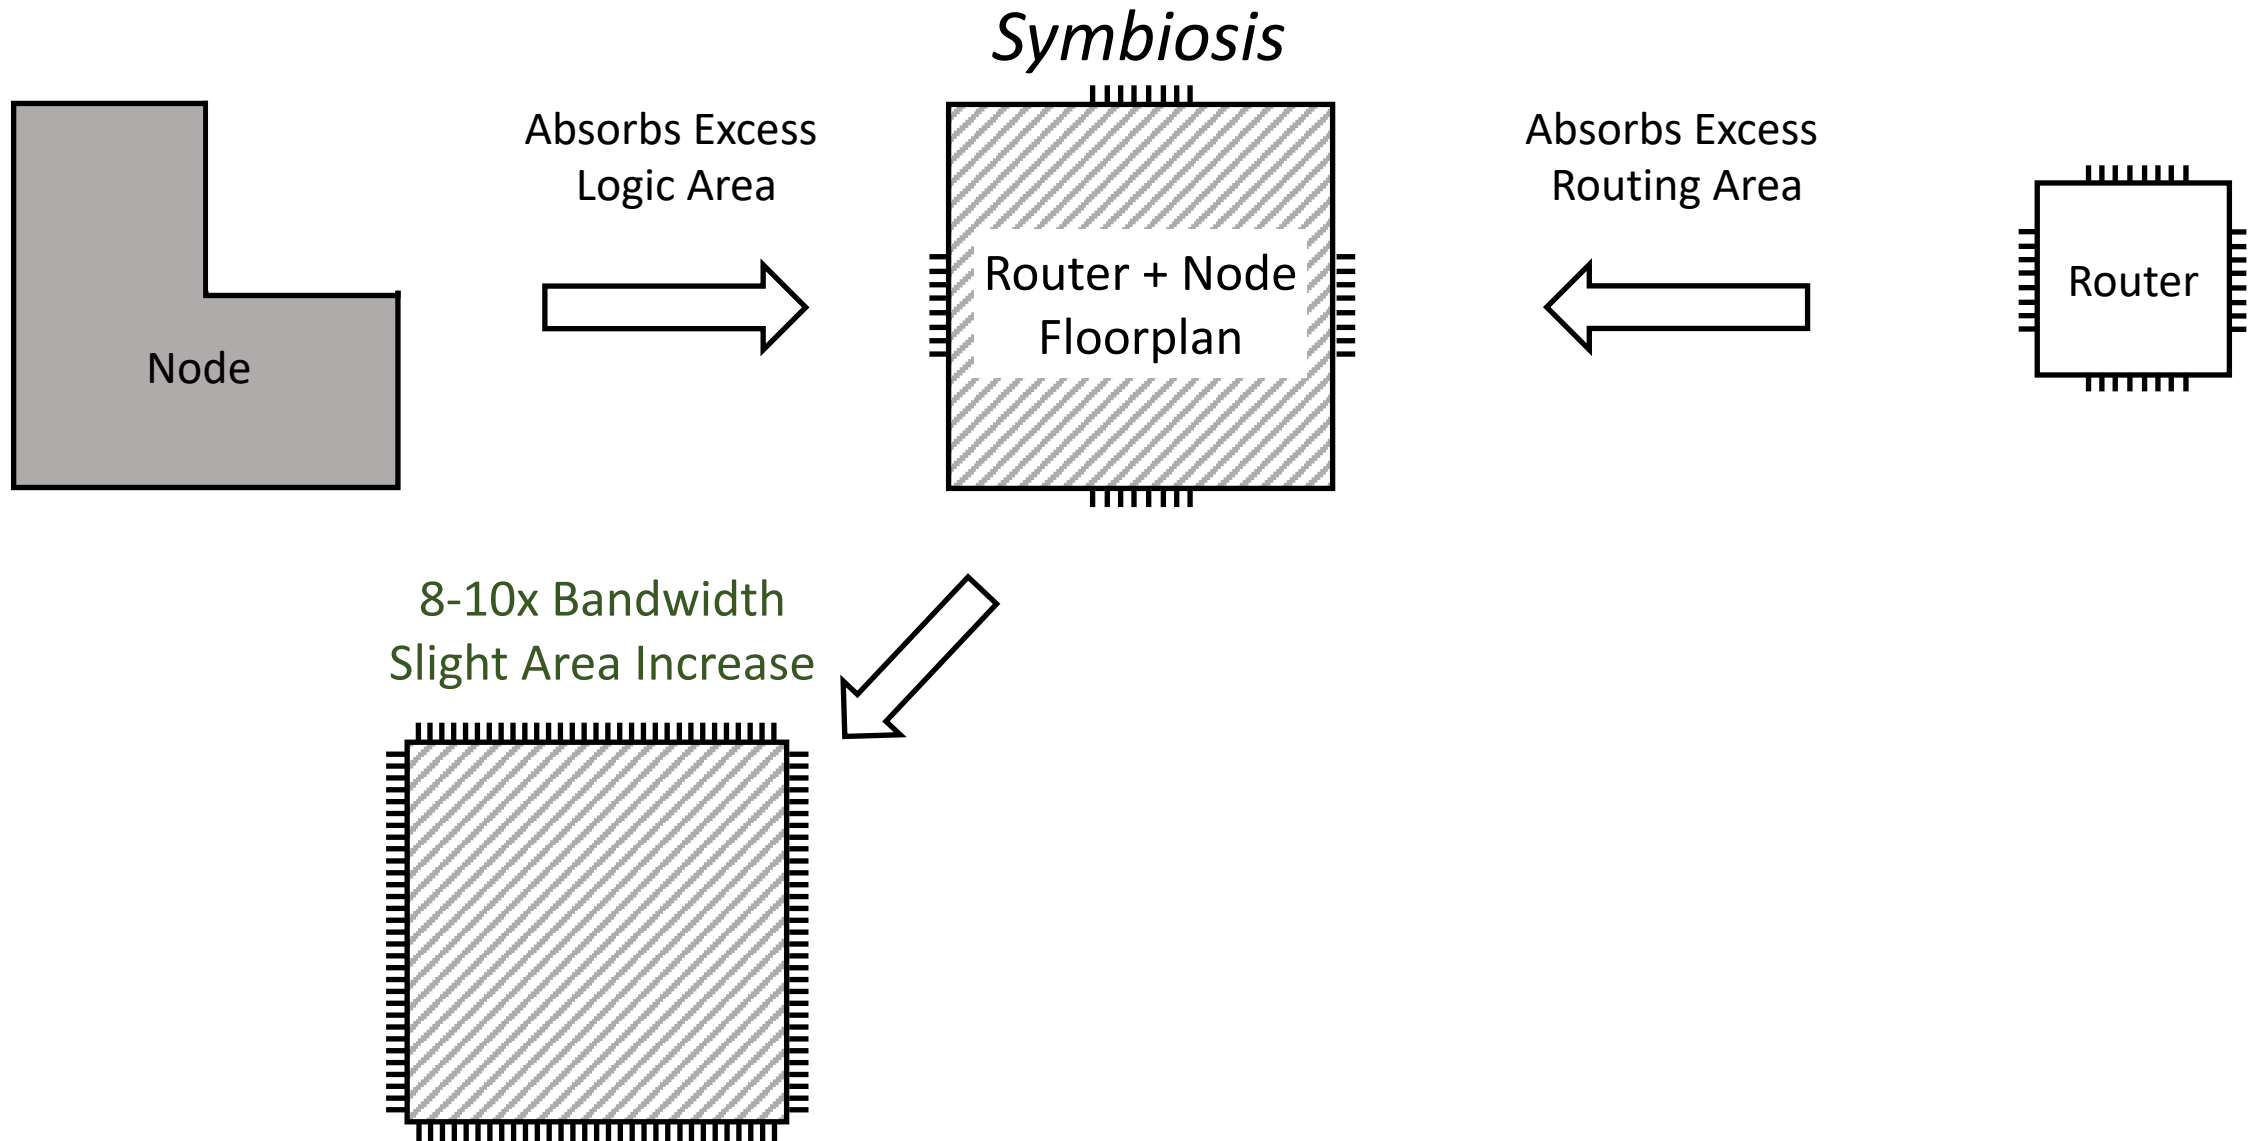 Symbiosis
Absorbs Excess
Logic Area
Absorbs Excess
Routing Area
Node
Router + Node
Floorplan
Router
8-10x Bandwidth
Slight Area Increase